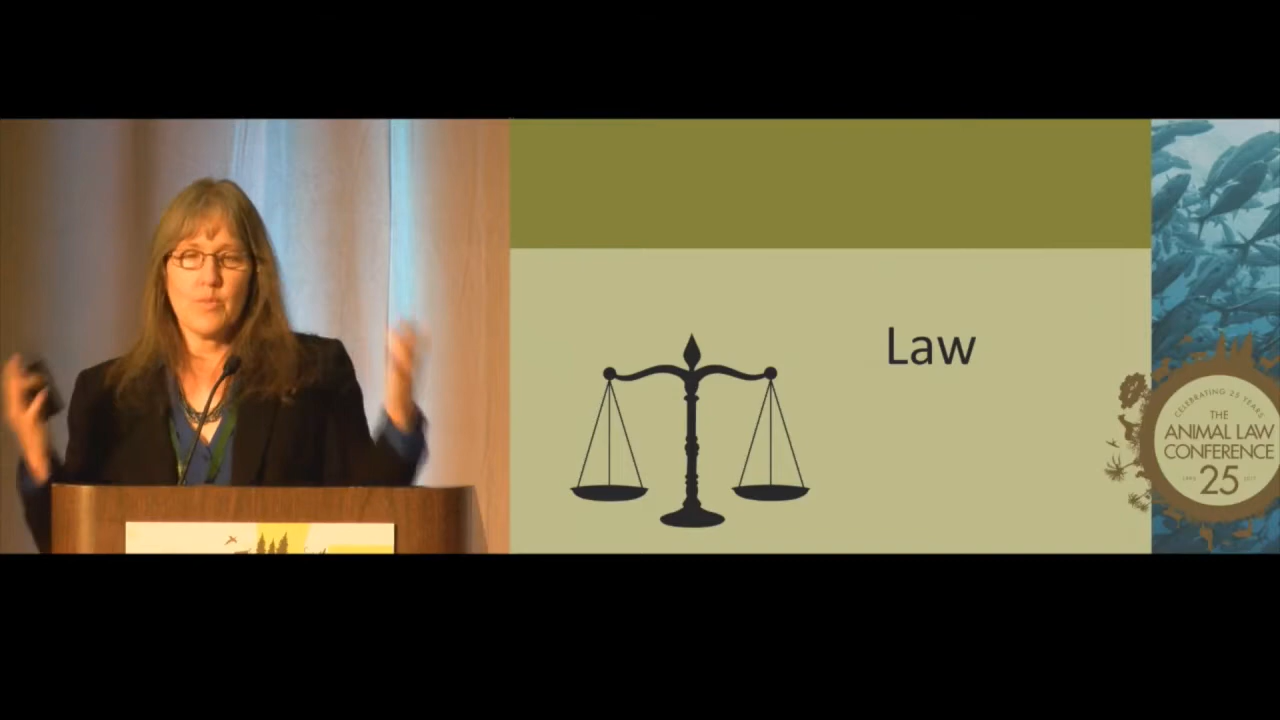 Law
CELEBRATING 25 YEARS
THE
ANIMAL LAW
CONFERENCE
25